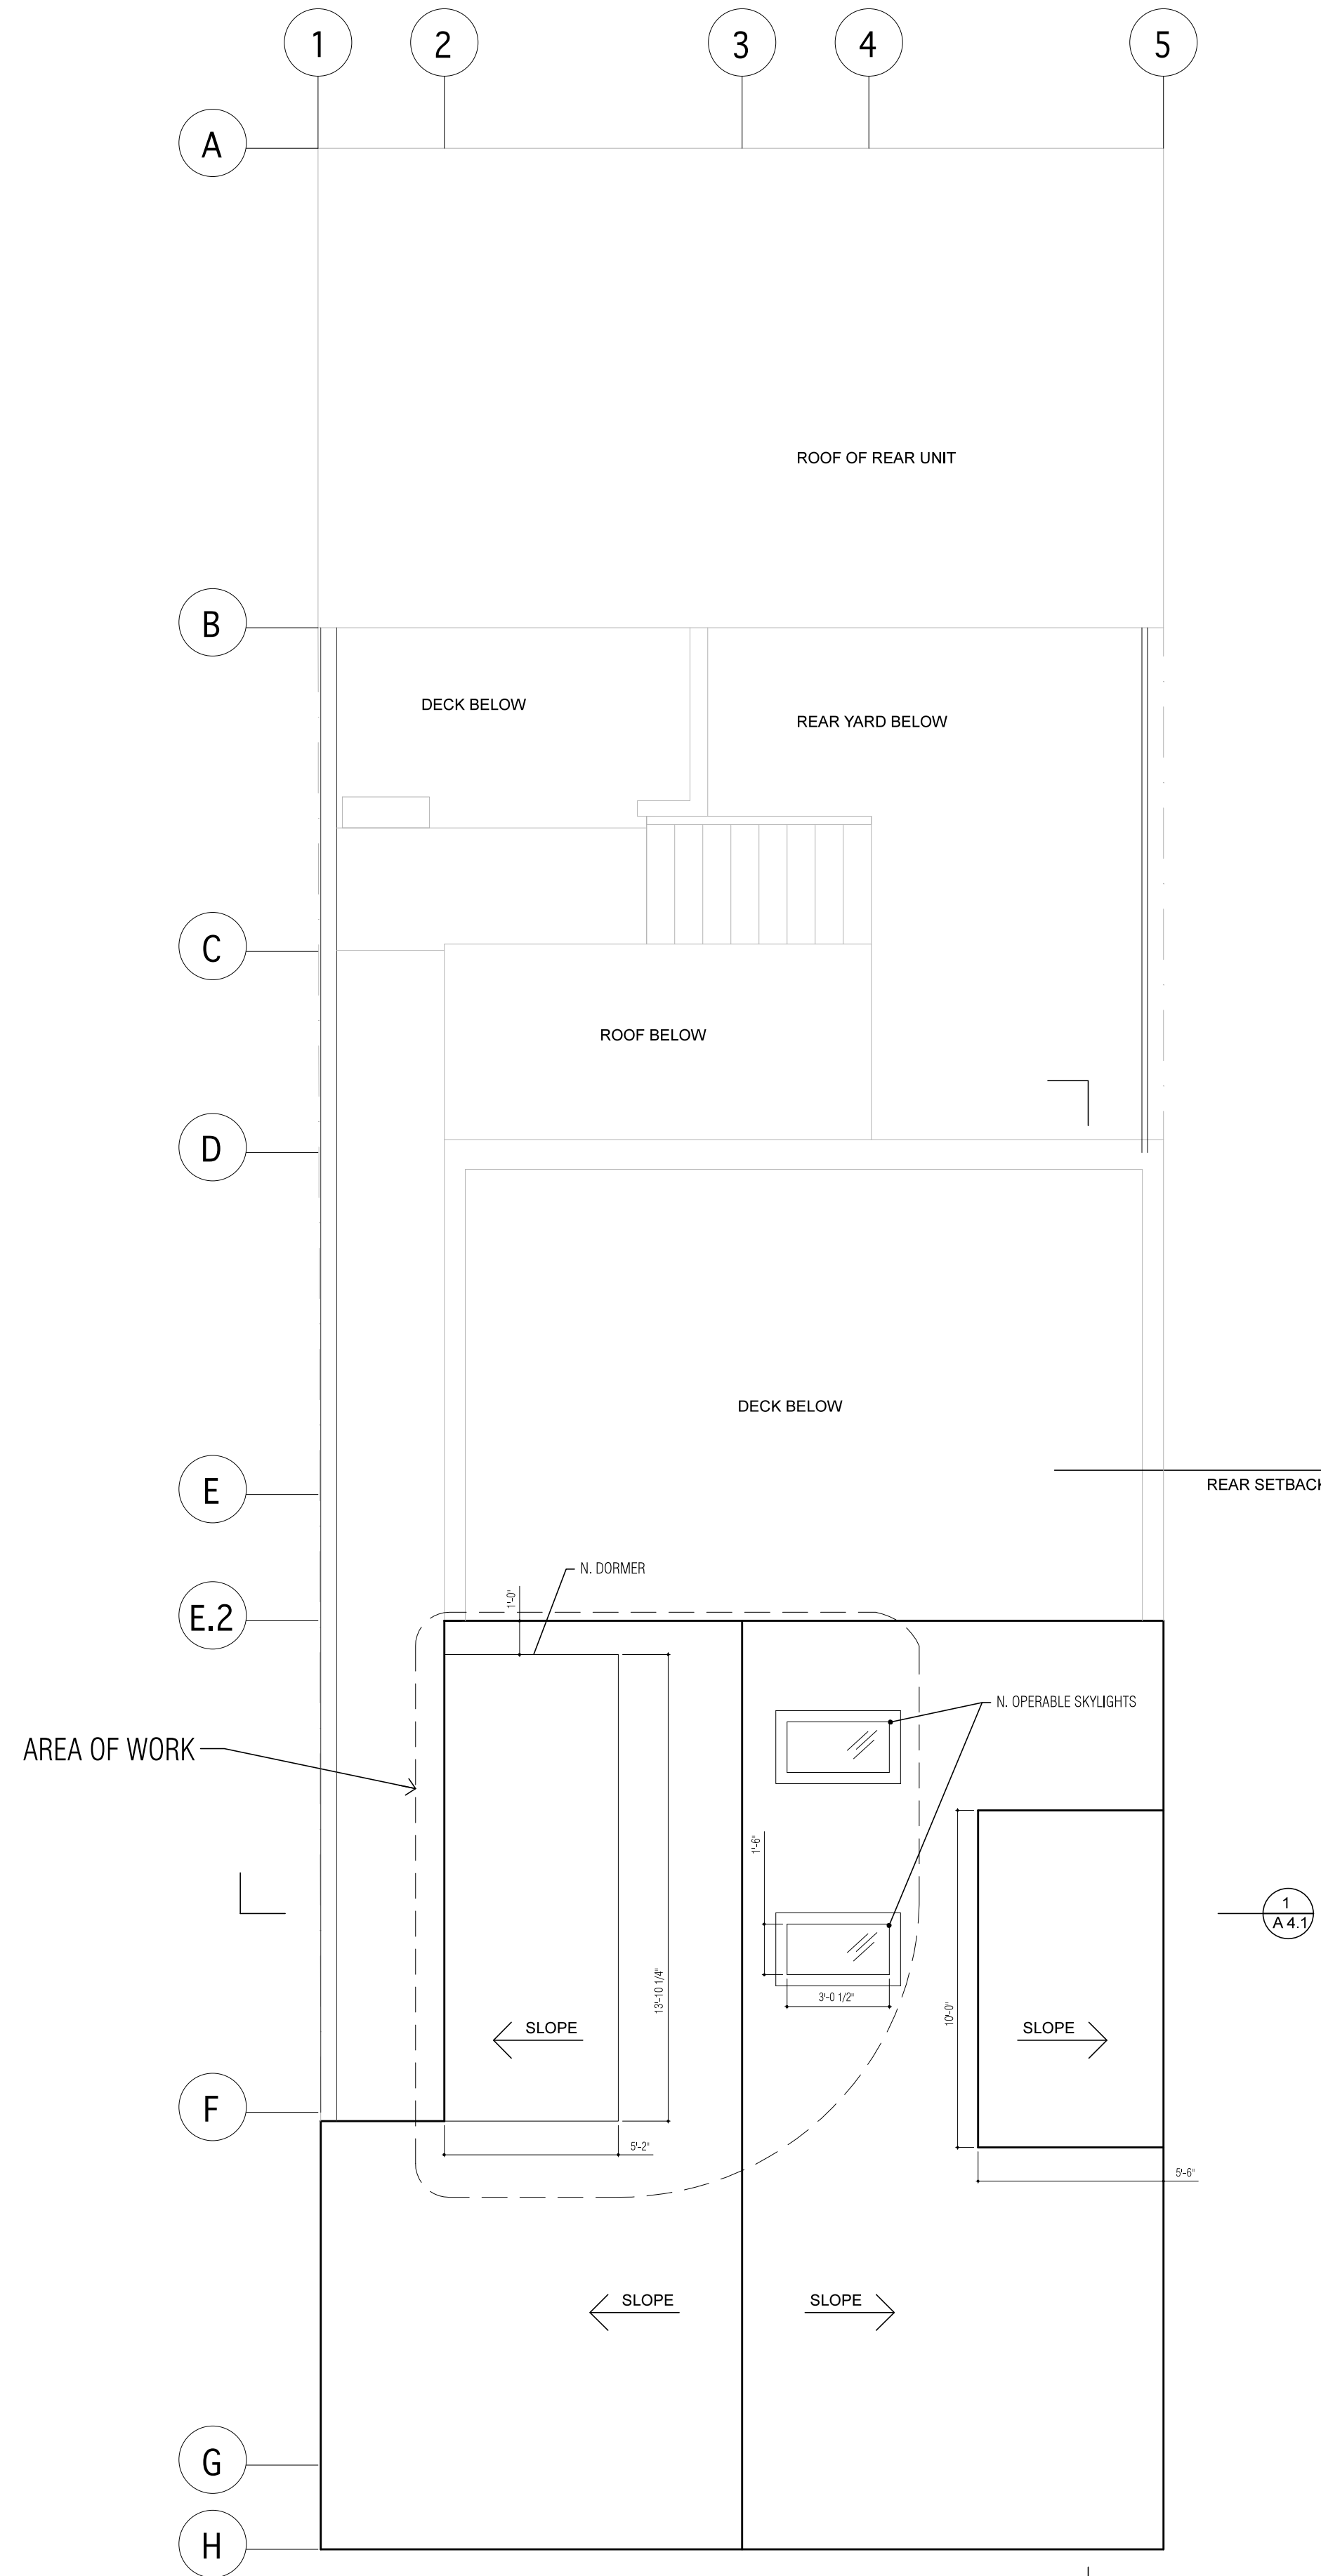 1
2
3
4
5
A
ROOF OF REAR UNIT
B
DECK BELOW
REAR YARD BELOW
C
ROOF BELOW
D
DECK BELOW
E
REAR SETBACK
N. DORMER
1'-0"
E.2
N. OPERABLE SKYLIGHTS
AREA OF WORK
1'-6"
1
A 4.1
13'-10 1/4"
3'-0 1/2"
10'-0"
SLOPE
SLOPE
F
5'-2"
5'-6"
SLOPE
SLOPE
G
H